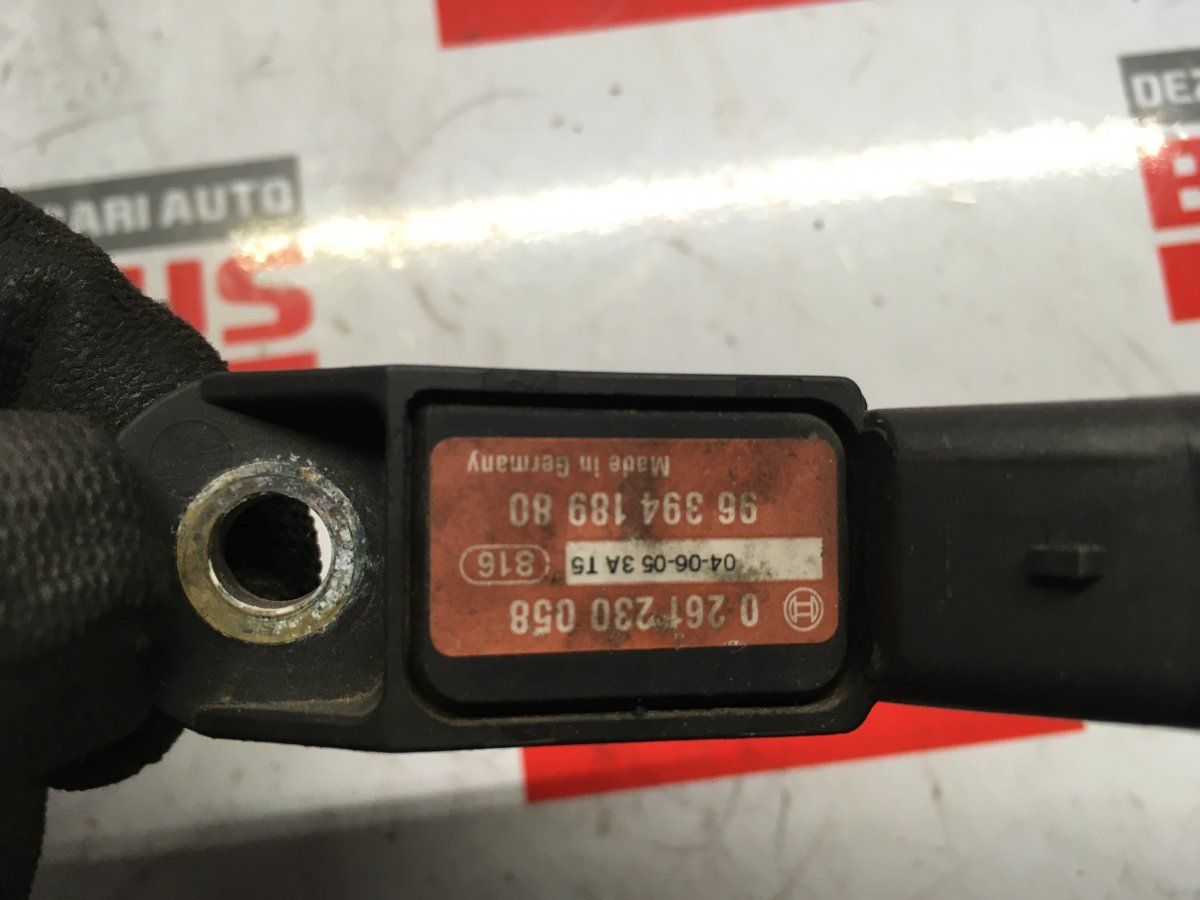 DEZ
ARI AUTO
US
0 261 230 058
04-06-05 3A T5 816
96 394 189 80
Made in Germany